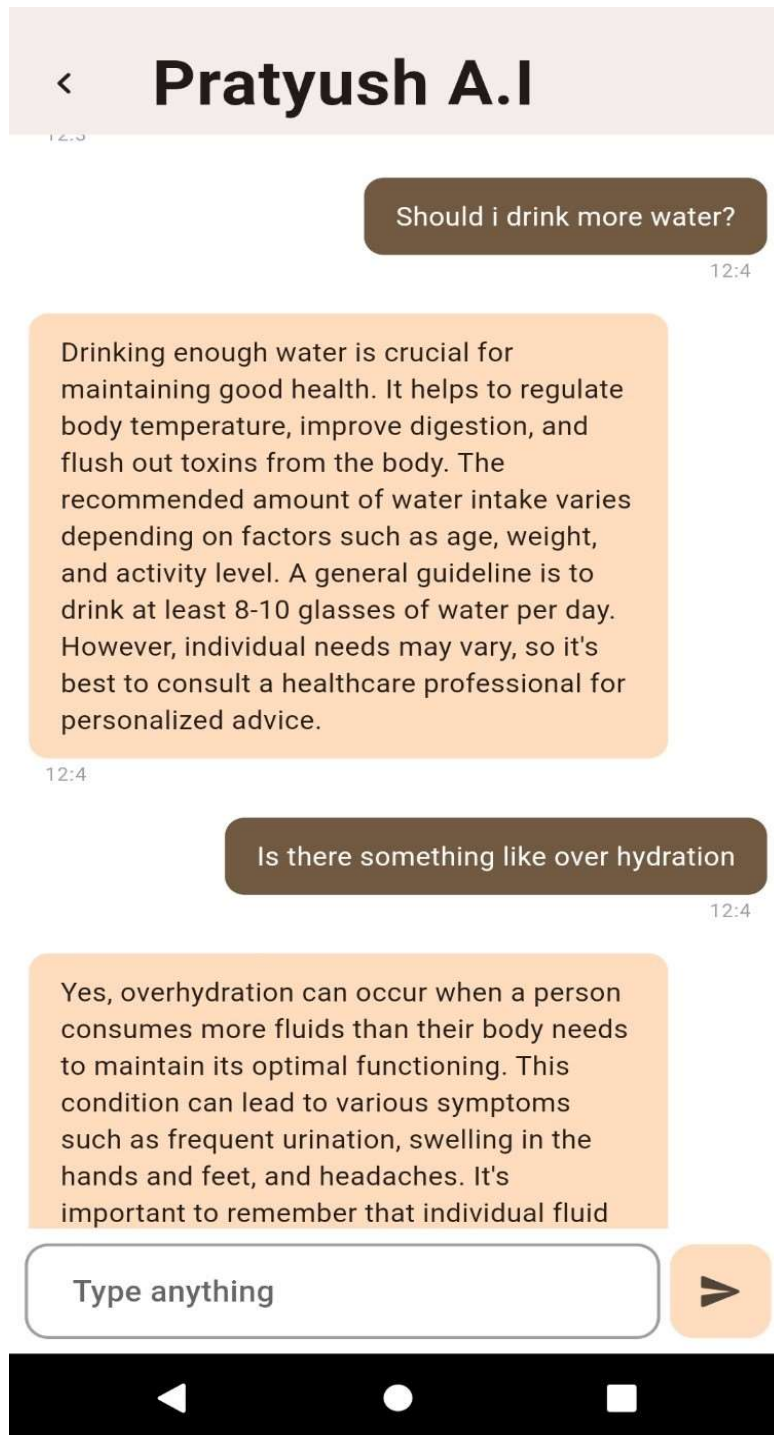 Pratyush A.I
Should i drink more water?
12:4
Drinking enough water is crucial for
maintaining good health. It helps to regulate
body temperature, improve digestion, and
flush out toxins from the body. The
recommended amount of water intake varies
depending on factors such as age, weight,
and activity level. A general guideline is to
drink at least 8-10 glasses of water per day.
However, individual needs may vary, so it's
best to consult a healthcare professional for
personalized advice.
12:4
Is there something like over hydration
12:4
Yes, overhydration can occur when a person
consumes more fluids than their body needs
to maintain its optimal functioning. This
condition can lead to various symptoms
such as frequent urination, swelling in the
hands and feet, and headaches. It's
important to remember that individual fluid
Type anything